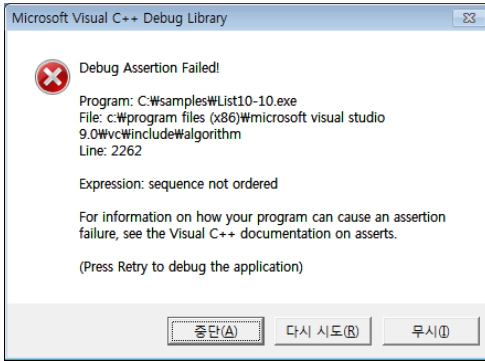 Microsoft Visual C++ Debug Library
Debug Assertion Failed!
Program: C:₩samples₩List10-10.exe
File: c:₩program files (x86)₩microsoft visual studio
9.0₩vc₩include₩algorithm
Line: 2262
Expression: sequence not ordered
For information on how your program can cause an assertion
failure, see the Visual C++ documentation on asserts.
(Press Retry to debug the application)
중단(A) 다시 시도(R) 무시(I)